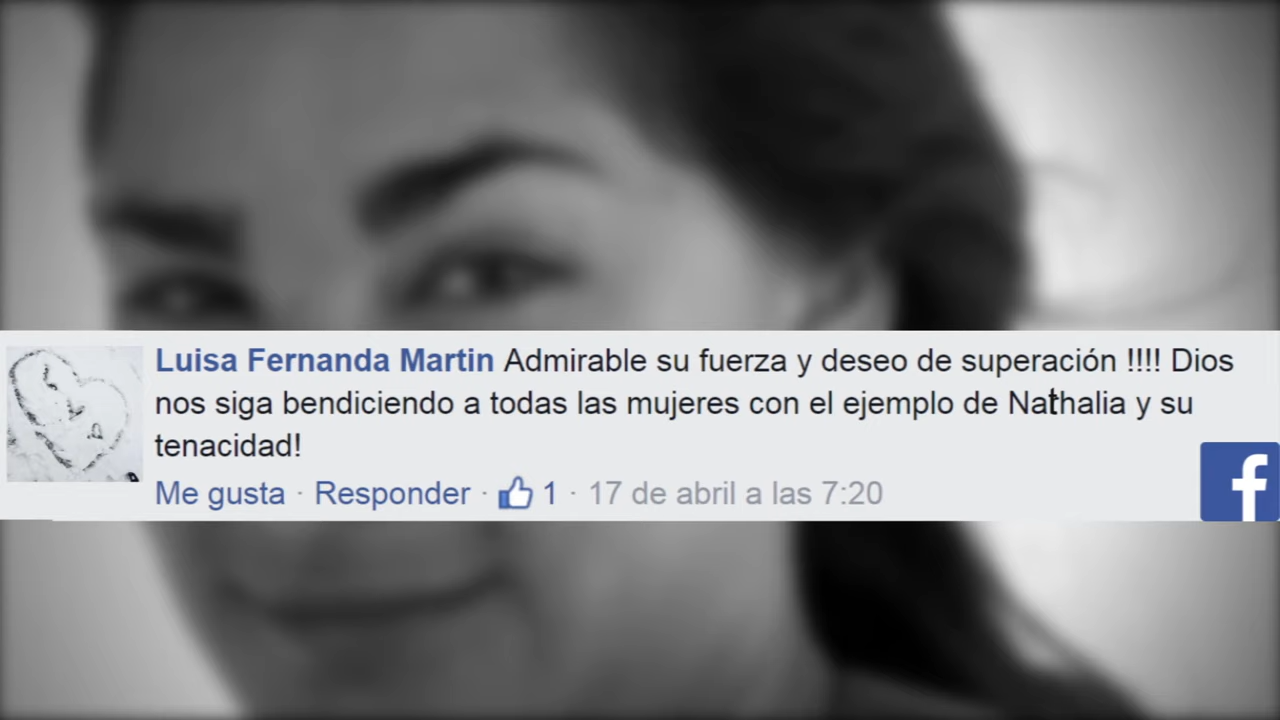 Luisa Fernanda Martin Admirable su fuerza y deseo de superación !!!! Dios
nos siga bendiciendo a todas las mujeres con el ejemplo de Nathalia y su
tenacidad!
Me gusta · Responder · 1 · 17 de abril a las 7:20
f